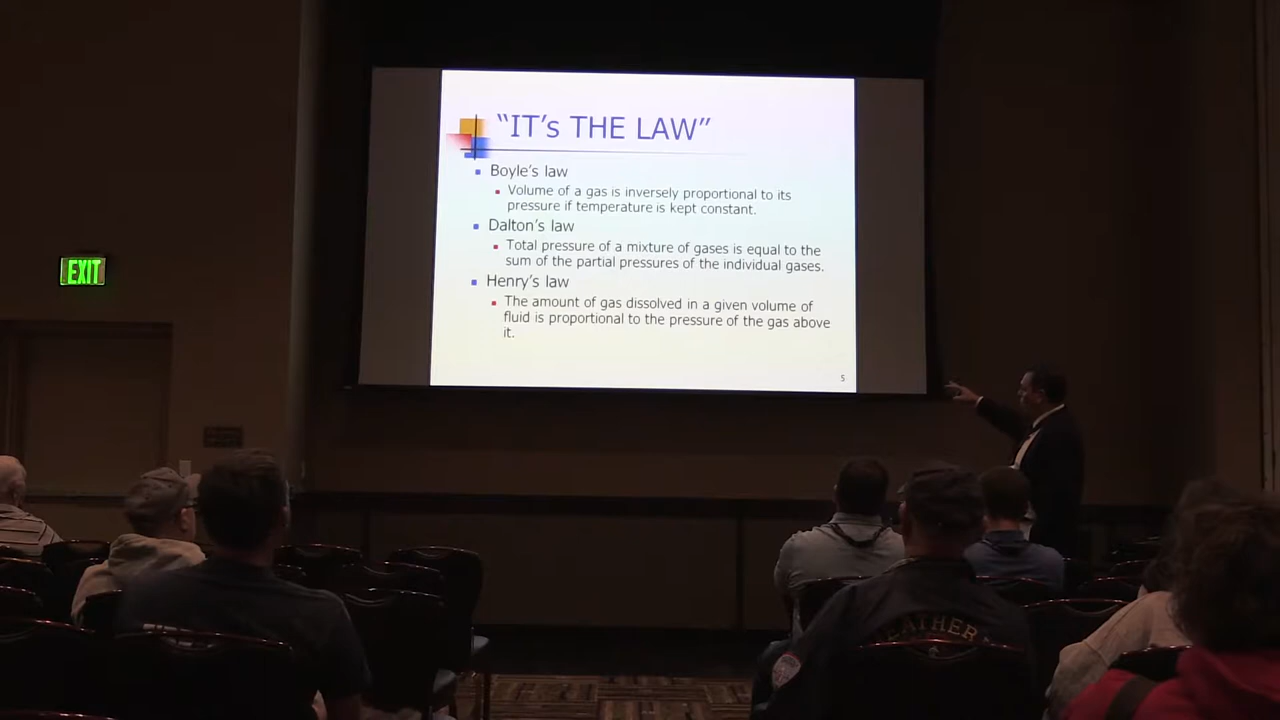 "IT's THE LAW"
Boyle's law
Volume of a gas is inversely proportional to its
pressure if temperature is kept constant.
Dalton's law
Total pressure of a mixture of gases is equal to the
sum of the partial pressures of the individual gases.
Henry's law
The amount of gas dissolved in a given volume of
fluid is proportional to the pressure of the gas above
it.
5
EXIT